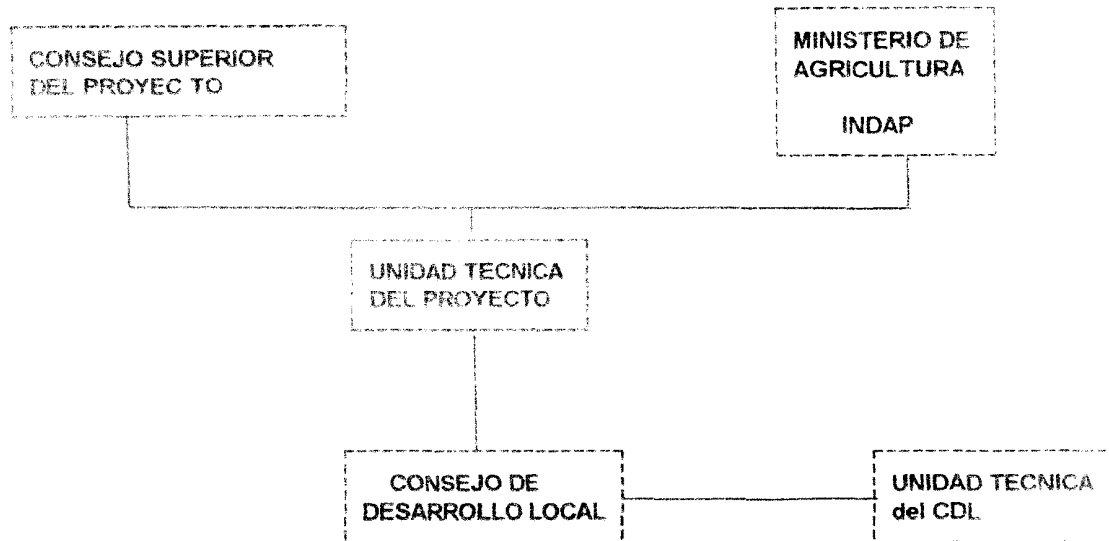 CONSEJO SUPERIOR
DEL PROYEC TO
MINISTERIO DE
AGRICULTURA
INDAP
UNIDAD TECNICA
DEL PROYECTO
CONSEJO DE
DESARROLLO LOCAL
UNIDAD TECNICA
del CDL